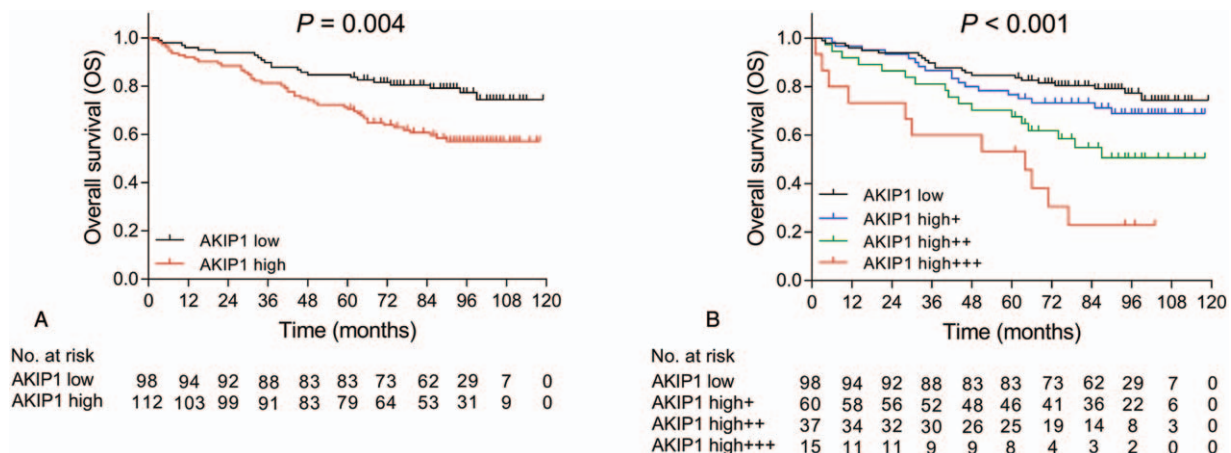 P = 0.004
Overall survival (OS)
1.0
0.8
0.6
0.4
0.2
0.0
AKIP1 low
AKIP1 high
0 12 24 36 48 60 72 84 96 108 120
Time (months)
A
No. at risk
AKIP1 low 98 94 92 88 83 83 73 62 29 7 0
AKIP1 high 112 103 99 91 83 79 64 53 31 9 0
P < 0.001
Overall survival (OS)
1.0
0.8
0.6
0.4
0.2
0.0
AKIP1 low
AKIP1 high+
AKIP1 high++
AKIP1 high+++
0 12 24 36 48 60 72 84 96 108 120
Time (months)
B
No. at risk
AKIP1 low 98 94 92 88 83 83 73 62 29 7 0
AKIP1 high+ 60 58 56 52 48 46 41 36 22 6 0
AKIP1 high++ 37 34 32 30 26 25 19 14 8 3 0
AKIP1 high+++ 15 11 11 9 9 8 4 3 2 0 0